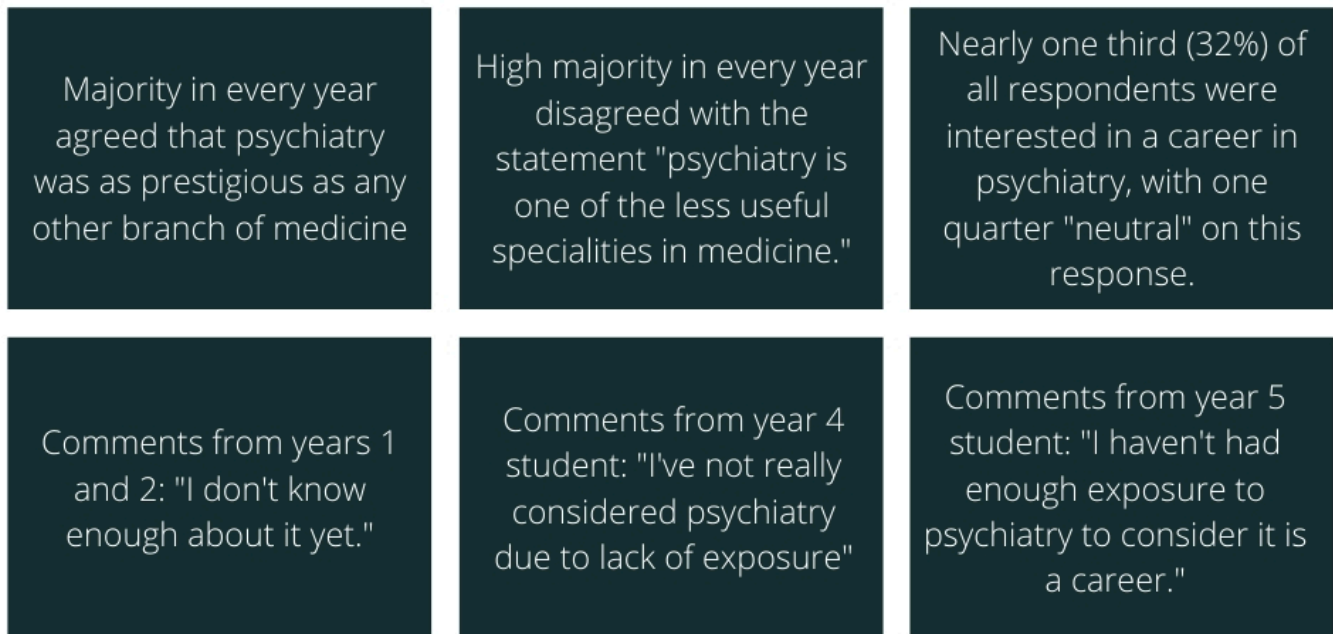 Majority in every year
agreed that psychiatry
was as prestigious as any
other branch of medicine
High majority in every year
disagreed with the
statement "psychiatry is
one of the less useful
specialities in medicine."
Nearly one third (32%) of
all respondents were
interested in a career in
psychiatry, with one
quarter "neutral" on this
response.
Comments from years 1
and 2: "I don't know
enough about it yet."
Comments from year 4
student: "I've not really
considered psychiatry
due to lack of exposure"
Comments from year 5
student: "I haven't had
enough exposure to
psychiatry to consider it is
a career."